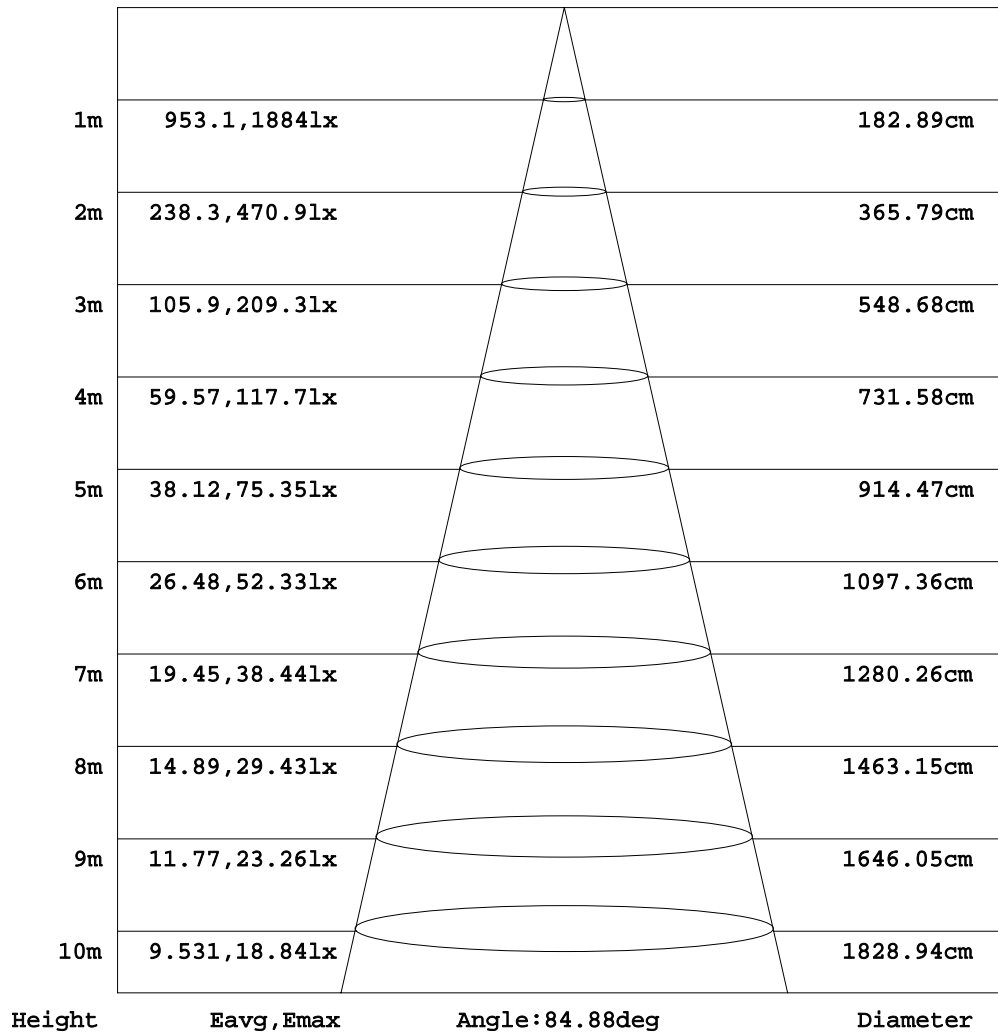 1m 953.1,1884lx 182.89cm
2m 238.3,470.9lx 365.79cm
3m 105.9,209.3lx 548.68cm
4m 59.57,117.7lx 731.58cm
5m 38.12,75.35lx 914.47cm
6m 26.48,52.33lx 1097.36cm
7m 19.45,38.44lx 1280.26cm
8m 14.89,29.43lx 1463.15cm
9m 11.77,23.26lx 1646.05cm
10m 9.531,18.84lx 1828.94cm
Height Eavg,Emax Angle:84.88deg Diameter